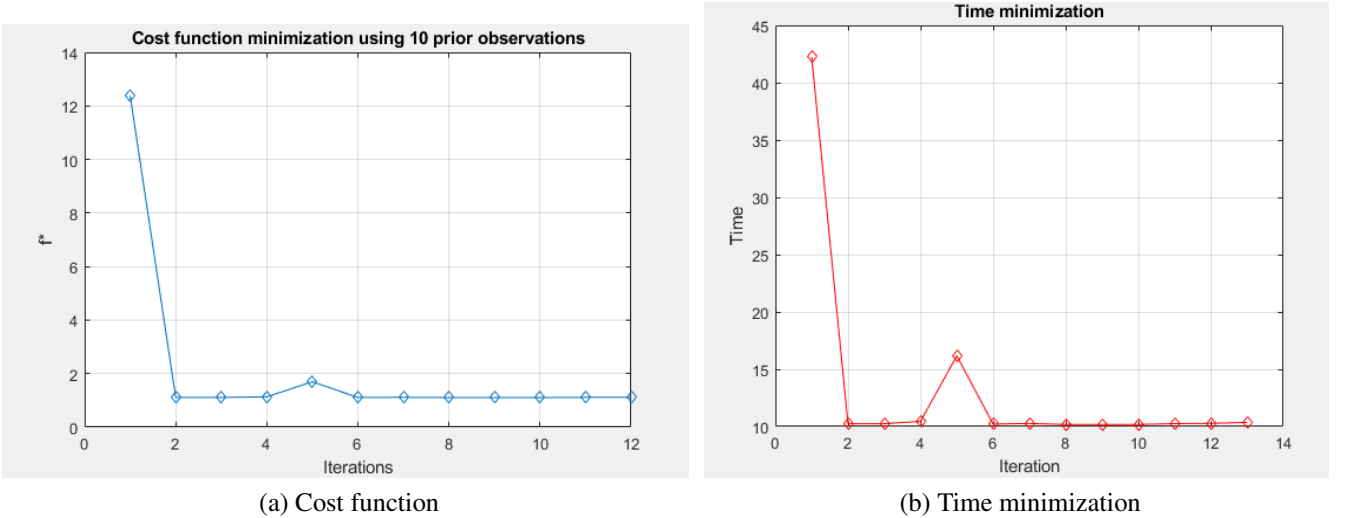 Cost function minimization using 10 prior observations
14
12
10
8
6
4
2
0
f*
0 2 4 6 8 10 12
Iterations
(a) Cost function
Time minimization
45
40
35
30
25
20
15
10
Time
0 2 4 6 8 10 12 14
Iteration
(b) Time minimization